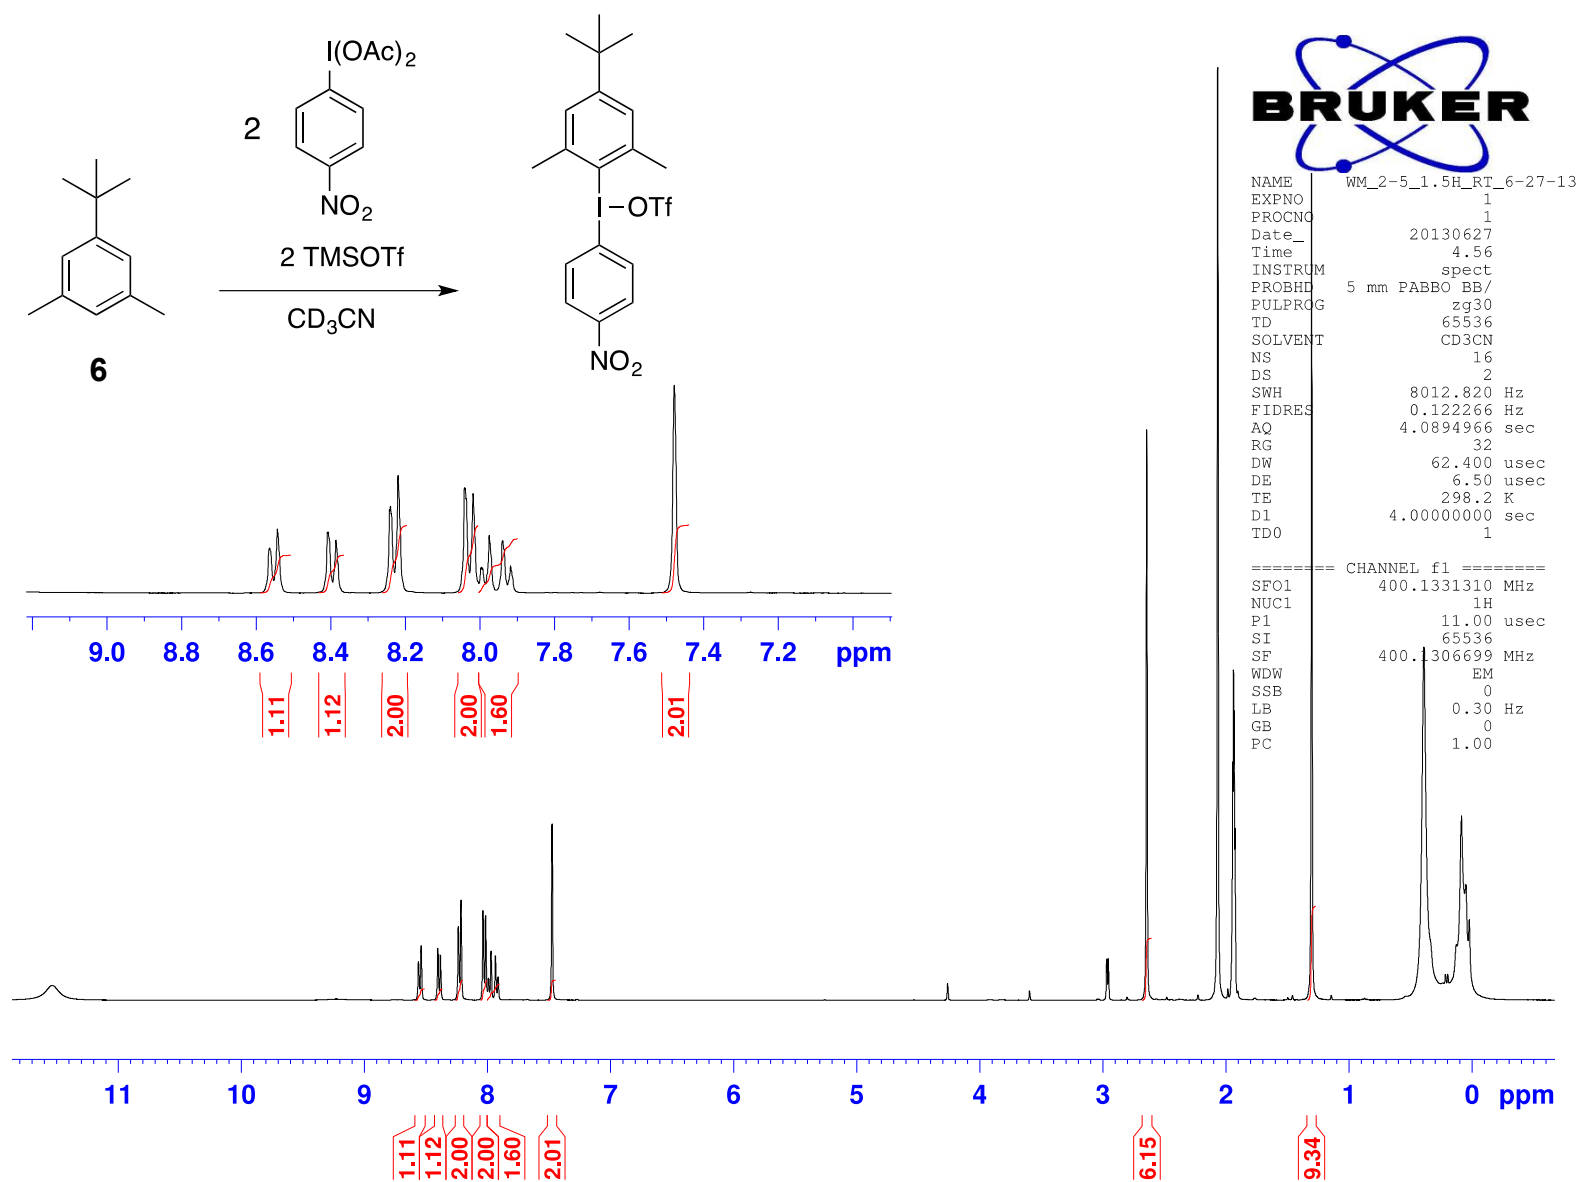 I(OAc)2
2
NO2
6
2 TMSOTf
CD3CN
I–OTf
NO2
BRUKER
NAME WM_2-5_1.5H_RT_6-27-13
EXPNO 1
PROCNO 1
Date_ 20130627
Time 4.56
INSTRUM spect
PROBHD 5 mm PABBO BB/
PULPROG zg30
TD 65536
SOLVENT CD3CN
NS 16
DS 2
SWH 8012.820 Hz
FIDRES 0.122266 Hz
AQ 4.0894966 sec
RG 32
DW 62.400 usec
DE 6.50 usec
TE 298.2 K
D1 4.00000000 sec
TD0 1
======== CHANNEL f1 ========
SFO1 400.1331310 MHz
NUC1 1H
P1 11.00 usec
SI 65536
SF 400.1306699 MHz
WDW EM
SSB 0
LB 0.30 Hz
GB 0
PC 1.00
9.0 8.8 8.6 8.4 8.2 8.0 7.8 7.6 7.4 7.2 ppm
1.11 1.12 2.00 2.00 1.60 2.01
11 10 9 8 7 6 5 4 3 2 1 0 ppm
1.11 1.12 2.00 2.00 1.60 2.01 6.15 9.34